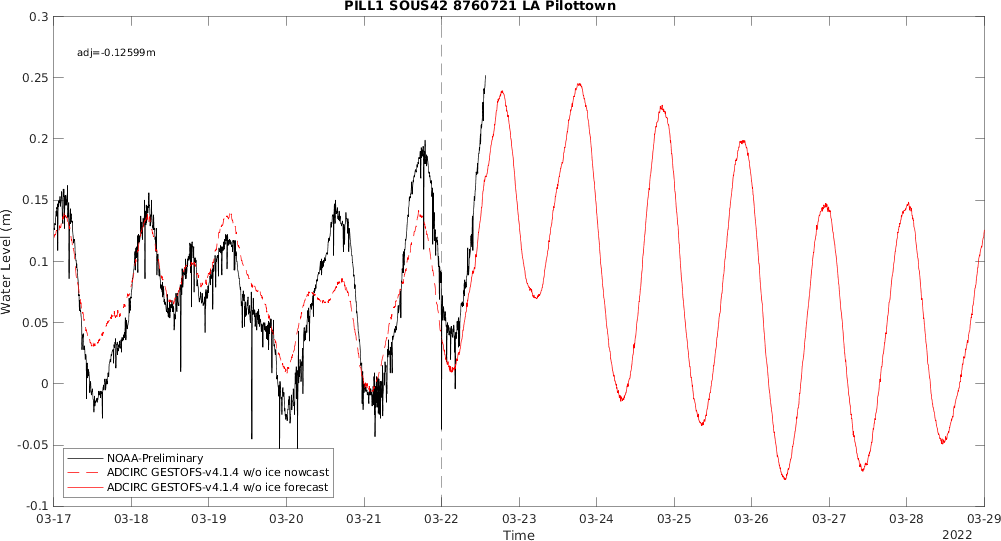 PILL1 SOUS42 8760721 LA Pilottown
adj=-0.12599m
0.3
0.25
0.2
0.15
0.1
0.05
0
-0.05
-0.1
Water Level (m)
NOAA-Preliminary
ADCIRC GESTOFS-v4.1.4 w/o ice nowcast
ADCIRC GESTOFS-v4.1.4 w/o ice forecast
03-17 03-18 03-19 03-20 03-21 03-22 03-23 03-24 03-25 03-26 03-27 03-28 03-29
Time
2022